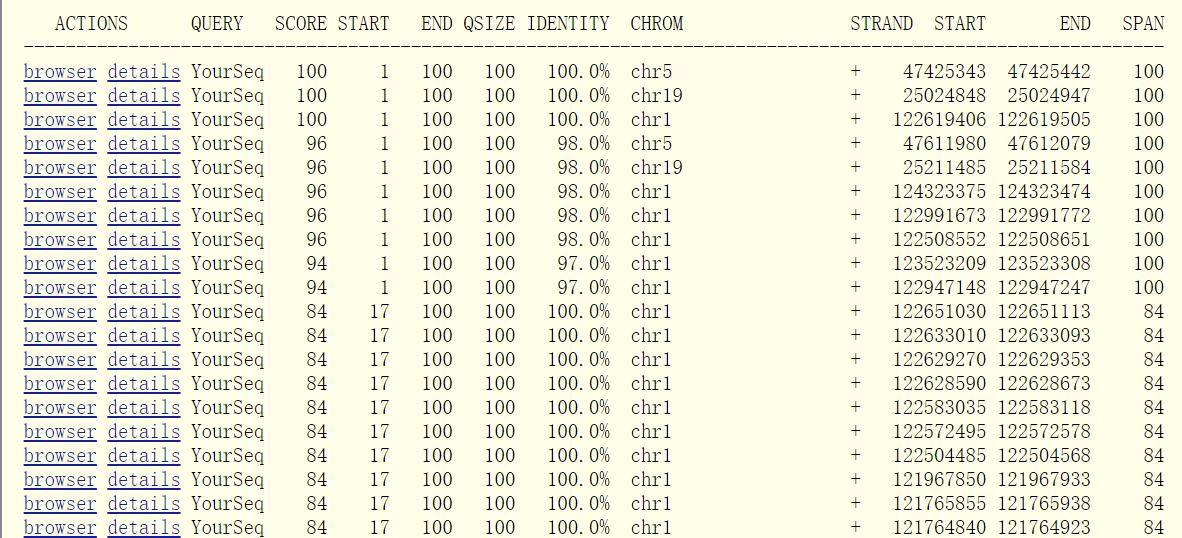 ACTIONS QUERY SCORE START END QSIZE IDENTITY CHROM STRAND START END SPAN
--------------------------------------------------------------------------------------------------------------
browser details YourSeq 100 1 100 100 100.0% chr5 + 47425343 47425442 100
browser details YourSeq 100 1 100 100 100.0% chr19 + 25024848 25024947 100
browser details YourSeq 100 1 100 100 100.0% chr1 + 122619406 122619505 100
browser details YourSeq 96 1 100 100 98.0% chr5 + 47611980 47612079 100
browser details YourSeq 96 1 100 100 98.0% chr19 + 25211485 25211584 100
browser details YourSeq 96 1 100 100 98.0% chr1 + 124323375 124323474 100
browser details YourSeq 96 1 100 100 98.0% chr1 + 122991673 122991772 100
browser details YourSeq 96 1 100 100 98.0% chr1 + 122508552 122508651 100
browser details YourSeq 94 1 100 100 97.0% chr1 + 123523209 123523308 100
browser details YourSeq 94 1 100 100 97.0% chr1 + 122947148 122947247 100
browser details YourSeq 84 17 100 100 100.0% chr1 + 122651030 122651113 84
browser details YourSeq 84 17 100 100 100.0% chr1 + 122633010 122633093 84
browser details YourSeq 84 17 100 100 100.0% chr1 + 122629270 122629353 84
browser details YourSeq 84 17 100 100 100.0% chr1 + 122628590 122628673 84
browser details YourSeq 84 17 100 100 100.0% chr1 + 122583035 122583118 84
browser details YourSeq 84 17 100 100 100.0% chr1 + 122572495 122572578 84
browser details YourSeq 84 17 100 100 100.0% chr1 + 122504485 122504568 84
browser details YourSeq 84 17 100 100 100.0% chr1 + 121967850 121967933 84
browser details YourSeq 84 17 100 100 100.0% chr1 + 121765855 121765938 84
browser details YourSeq 84 17 100 100 100.0% chr1 + 121764840 121764923 84